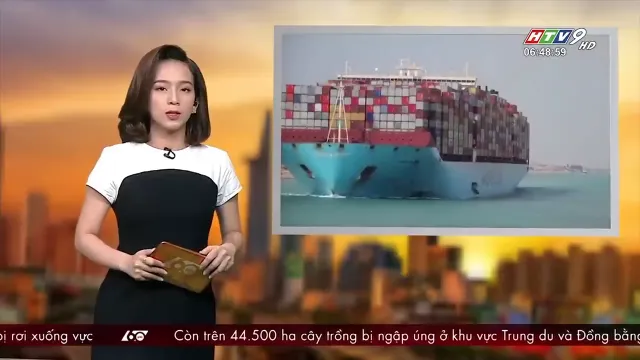 HTV9 HD
06:48:59
bị rơi xuống vực 60 Còn trên 44.500 ha cây trồng bị ngập úng ở khu vực Trung du và Đồng bằng